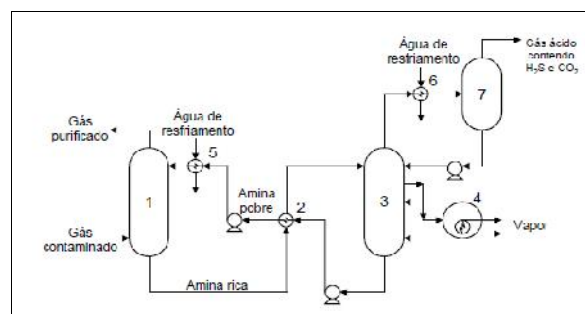 Água de
resfriamento
6
Gás ácido
contendo
H₂S e CO₂
7
Gás
purificado
Água de
resfriamento
5
1
Amina
pobre
2
3
4
Gás
contaminado
Vapor
Amina rica